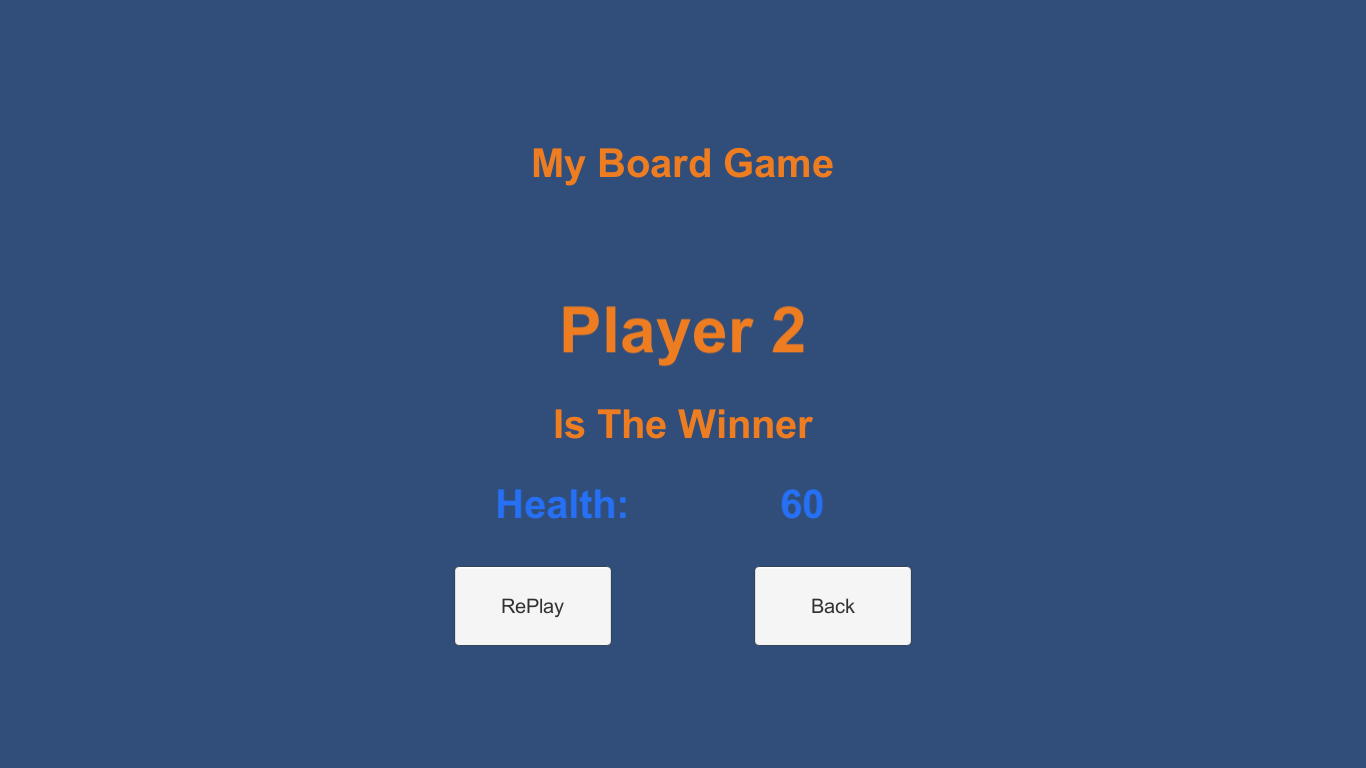 My Board Game
Player 2
Is The Winner
Health: 60
RePlay Back